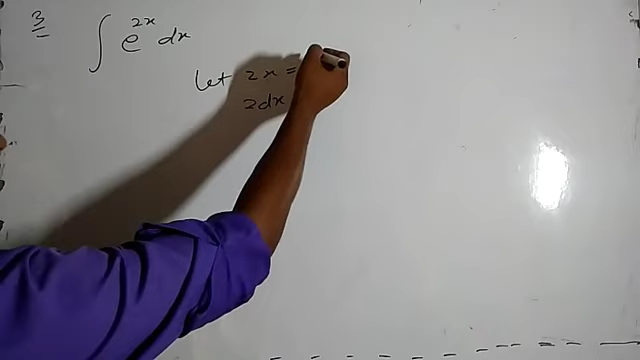 3 ∫ e^{2x} dx
Let 2x =
2dx